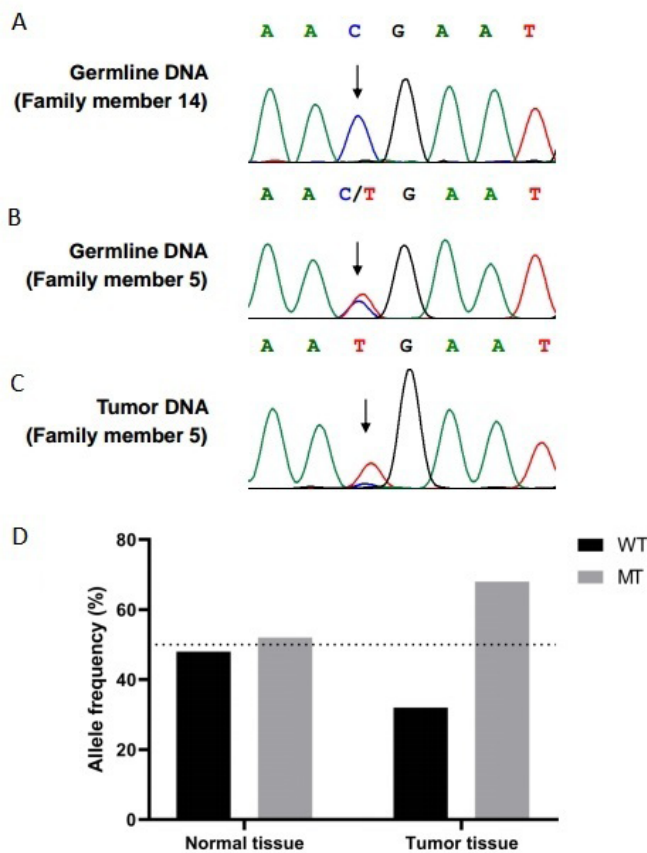 A
A A C G A A T
Germline DNA
(Family member 14)
A A C/T G A A T
B
Germline DNA
(Family member 5)
A A T G A A T
C
Tumor DNA
(Family member 5)
D
80
60
40
20
0
Allele frequency (%)
Normal tissue
Tumor tissue
WT
MT